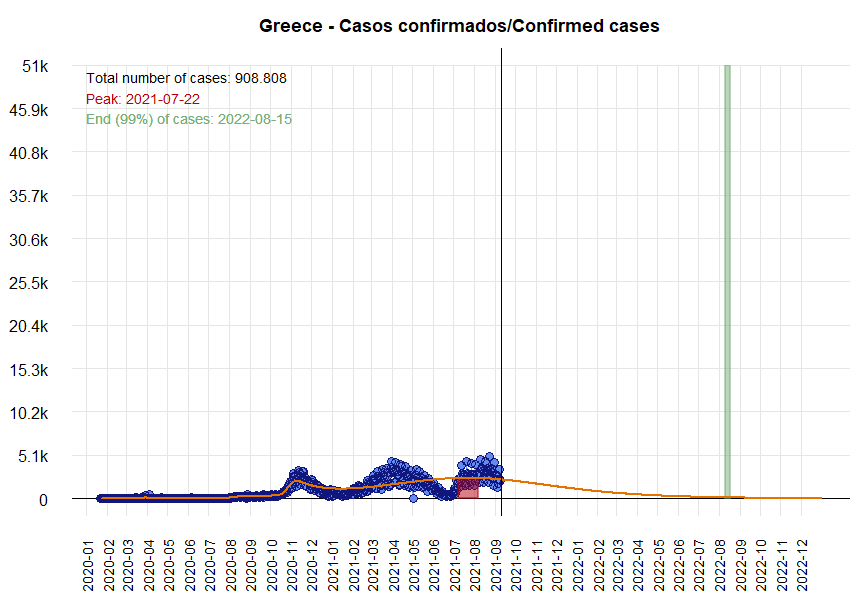 Greece - Casos confirmados/Confirmed cases
51k
Total number of cases: 908.808
Peak: 2021-07-22
45.9k
End (99%) of cases: 2022-08-15
40.8k
35.7k
30.6k
25.5k
20.4k
15.3k
10.2k
5.1k
0
2020-01
2020-02
2020-03
2020-04
2020-05
2020-06
2020-07
2020-08
2020-09
2020-10
2020-11
2020-12
2021-01
2021-02
2021-03
2021-04
2021-05
2021-06
2021-07
2021-08
2021-09
2021-10
2021-11
2021-12
2022-01
2022-02
2022-03
2022-04
2022-05
2022-06
2022-07
2022-08
2022-09
2022-10
2022-11
2022-12